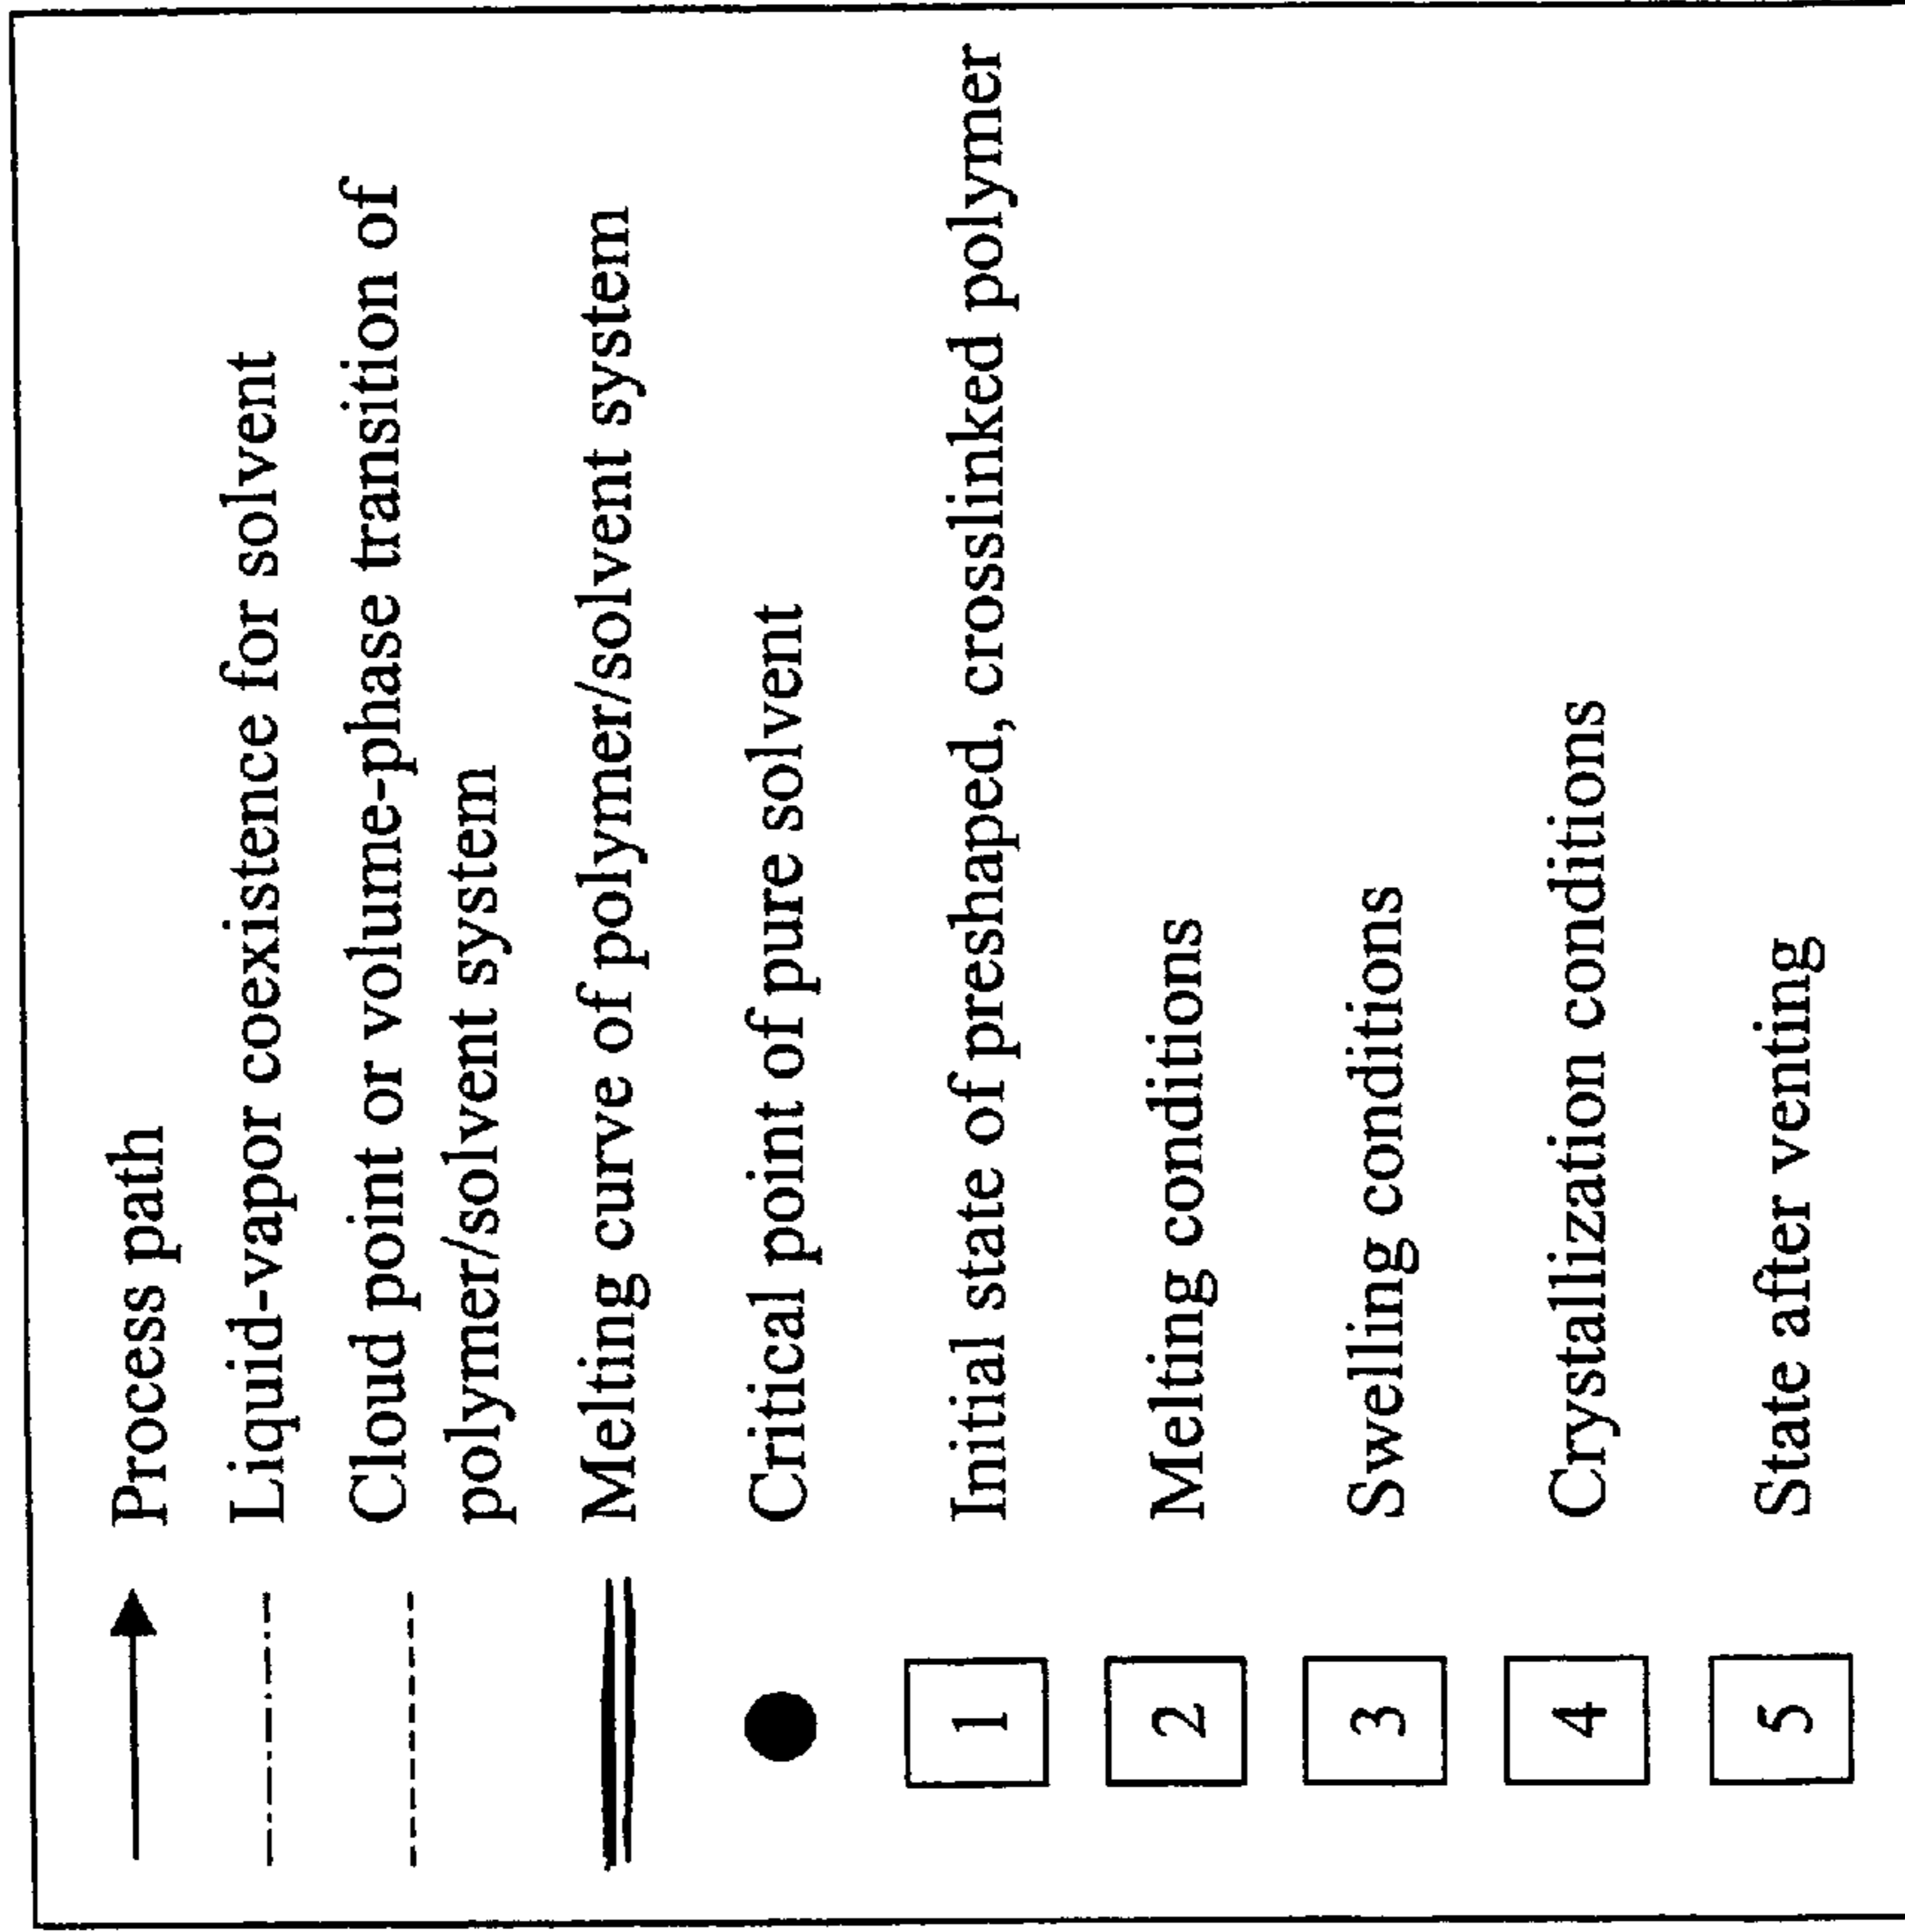 Process path
Liquid-vapor coexistence for solvent
Cloud point or volume-phase transition of
polymer/solvent system
Melting curve of polymer/solvent system
Critical point of pure solvent
1 Initial state of preshaped, crosslinked polymer
2 Melting conditions
3 Swelling conditions
4 Crystallization conditions
5 State after venting